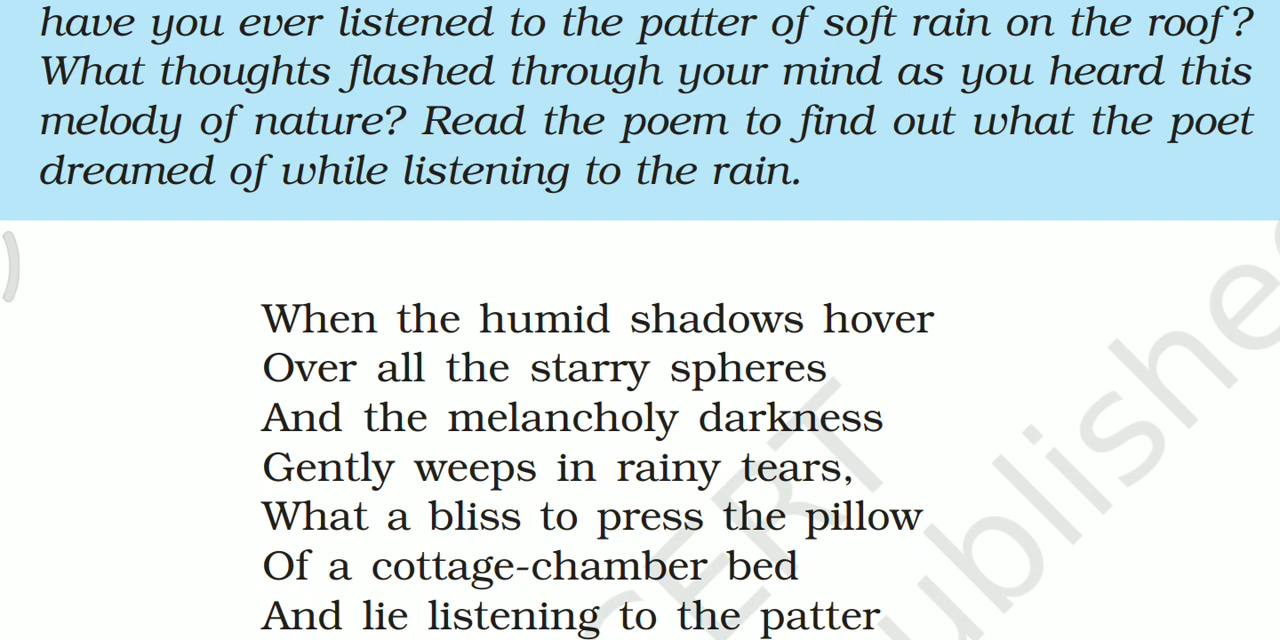 have you ever listened to the patter of soft rain on the roof?
What thoughts flashed through your mind as you heard this
melody of nature? Read the poem to find out what the poet
dreamed of while listening to the rain.
When the humid shadows hover
Over all the starry spheres
And the melancholy darkness
Gently weeps in rainy tears,
What a bliss to press the pillow
Of a cottage-chamber bed
And lie listening to the patter